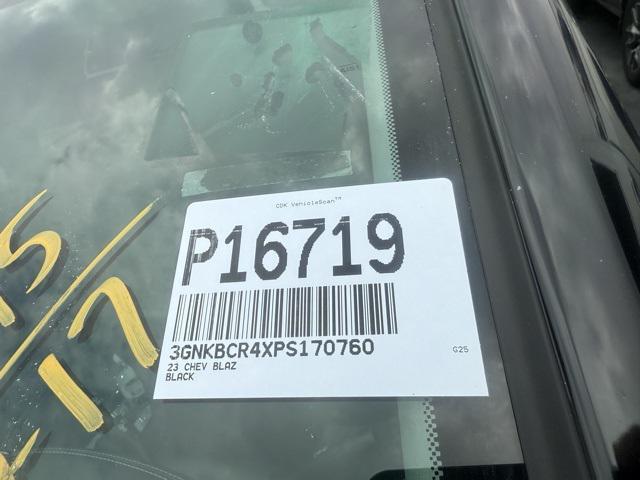 CDK VehicleScan™
P16719
3GNKBCR4XPS170760
G25
23 CHEV BLAZ
BLACK